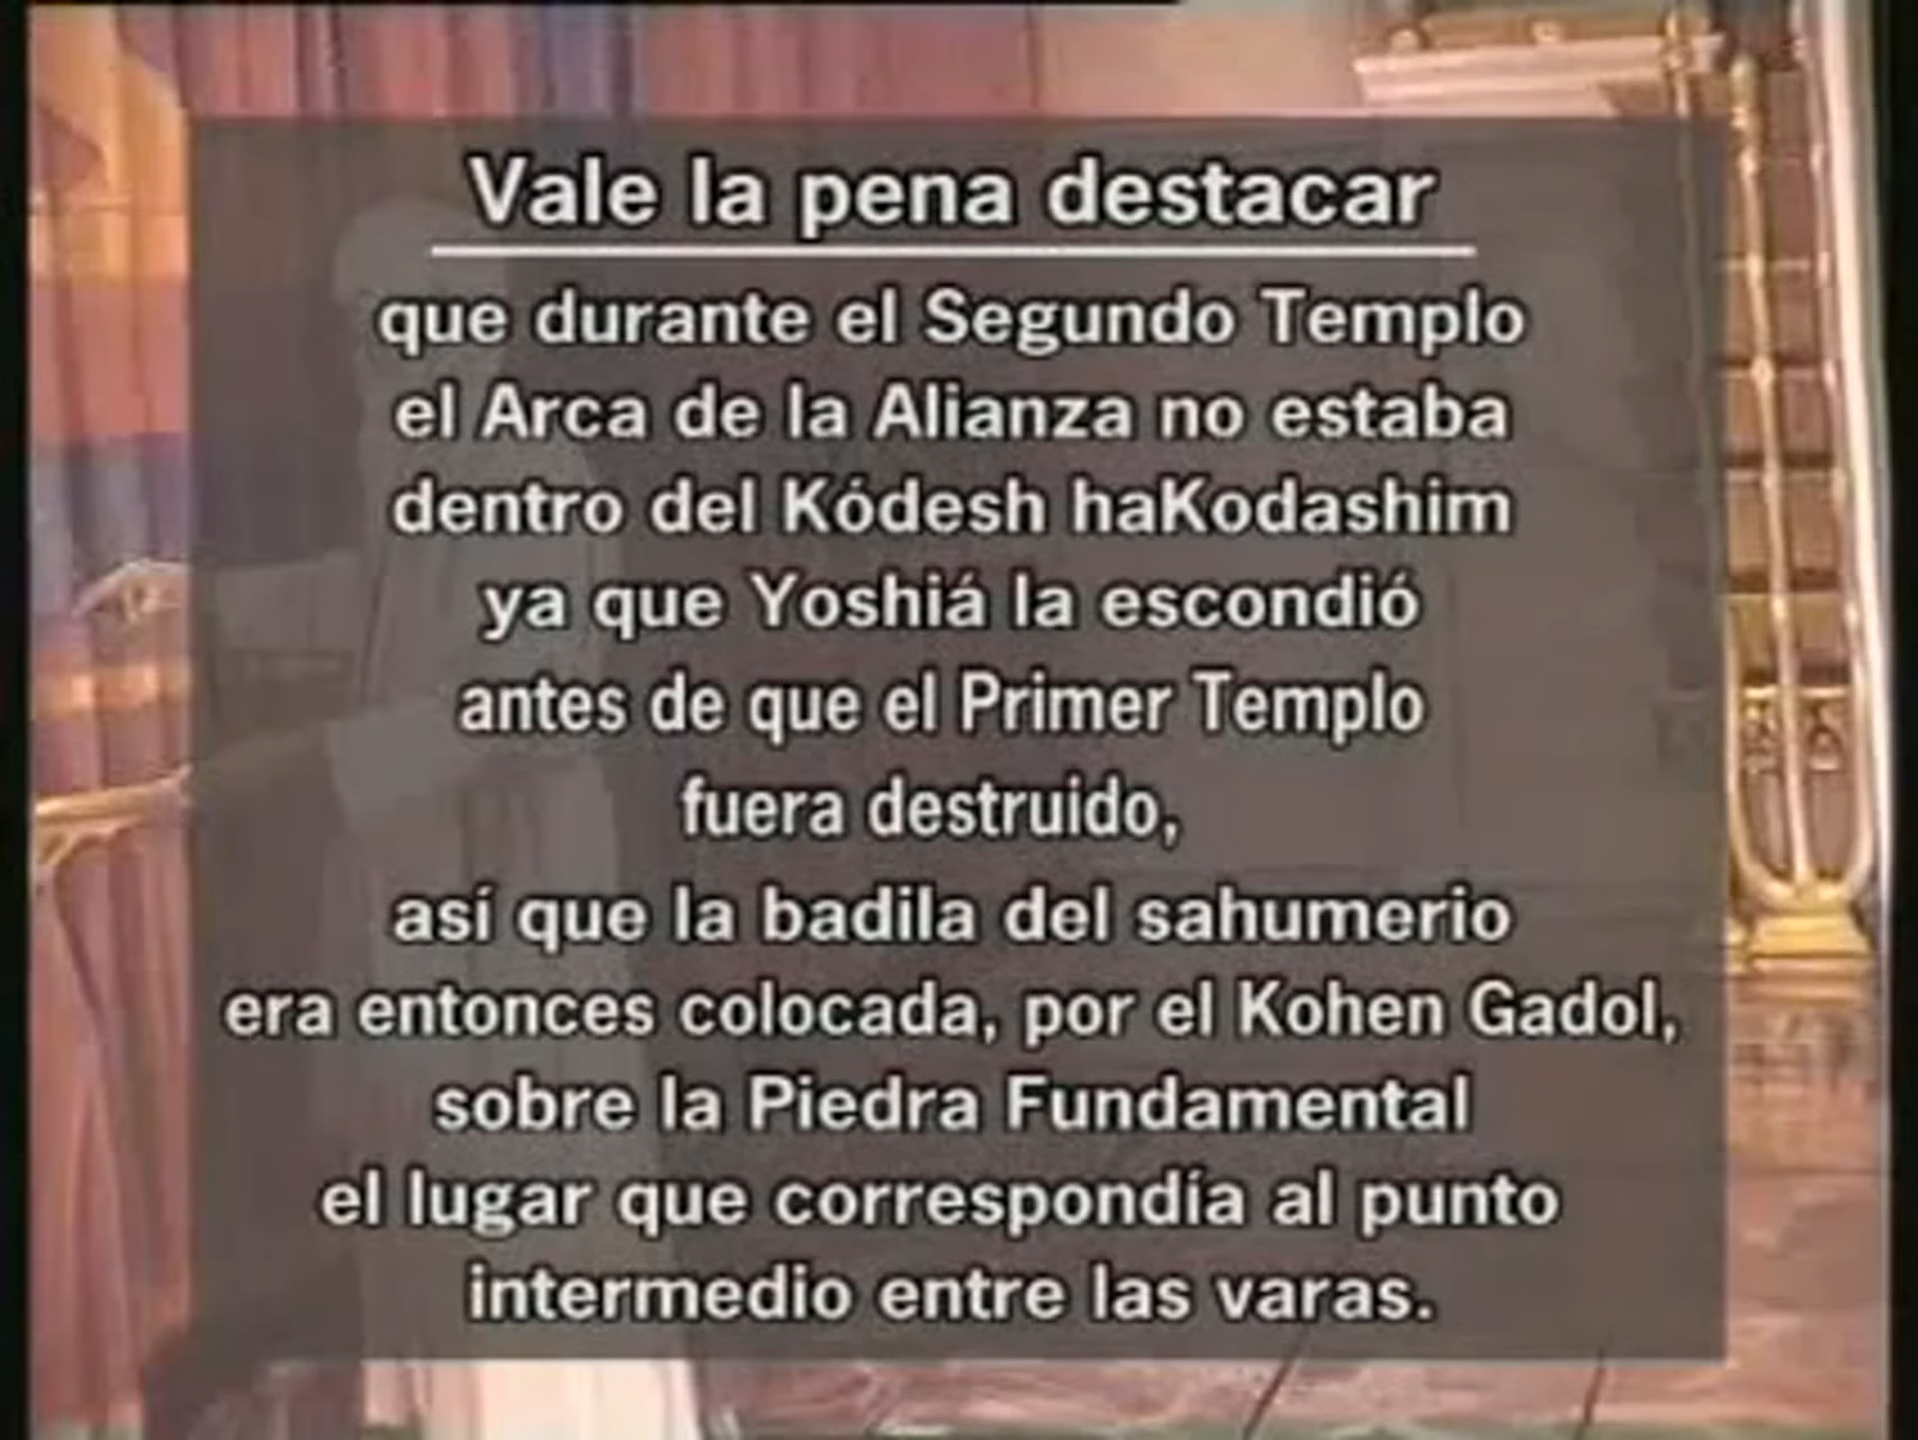 Vale la pena destacar
que durante el Segundo Templo
el Arca de la Alianza no estaba
dentro del Kódesh haKodashim
ya que Yoshiá la escondió
antes de que el Primer Templo
fuera destruido,
así que la badila del sahumerio
era entonces colocada, por el Kohen Gadol,
sobre la Piedra Fundamental
el lugar que correspondía al punto
intermedio entre las varas.